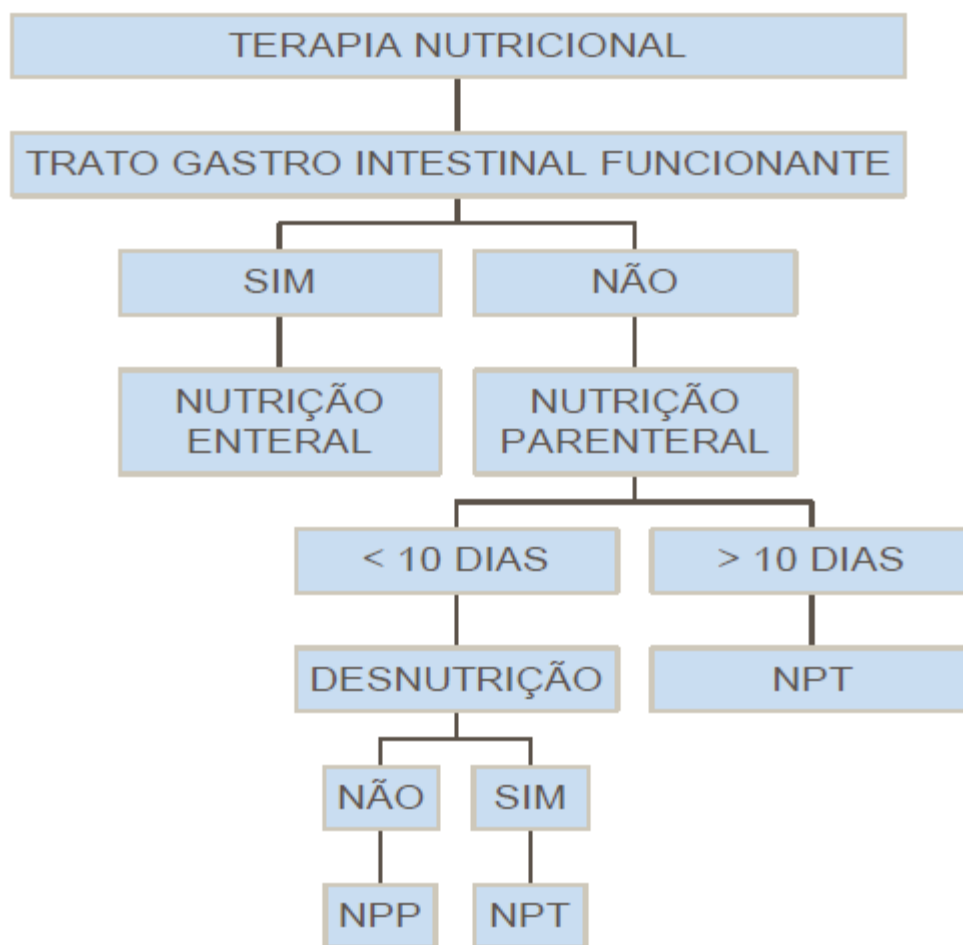 TERAPIA NUTRICIONAL
TRATO GASTRO INTESTINAL FUNCIONANTE
SIM
NÃO
NUTRIÇÃO
ENTERAL
NUTRIÇÃO
PARENTERAL
< 10 DIAS
> 10 DIAS
DESNUTRIÇÃO
NPT
NÃO
SIM
NPP
NPT